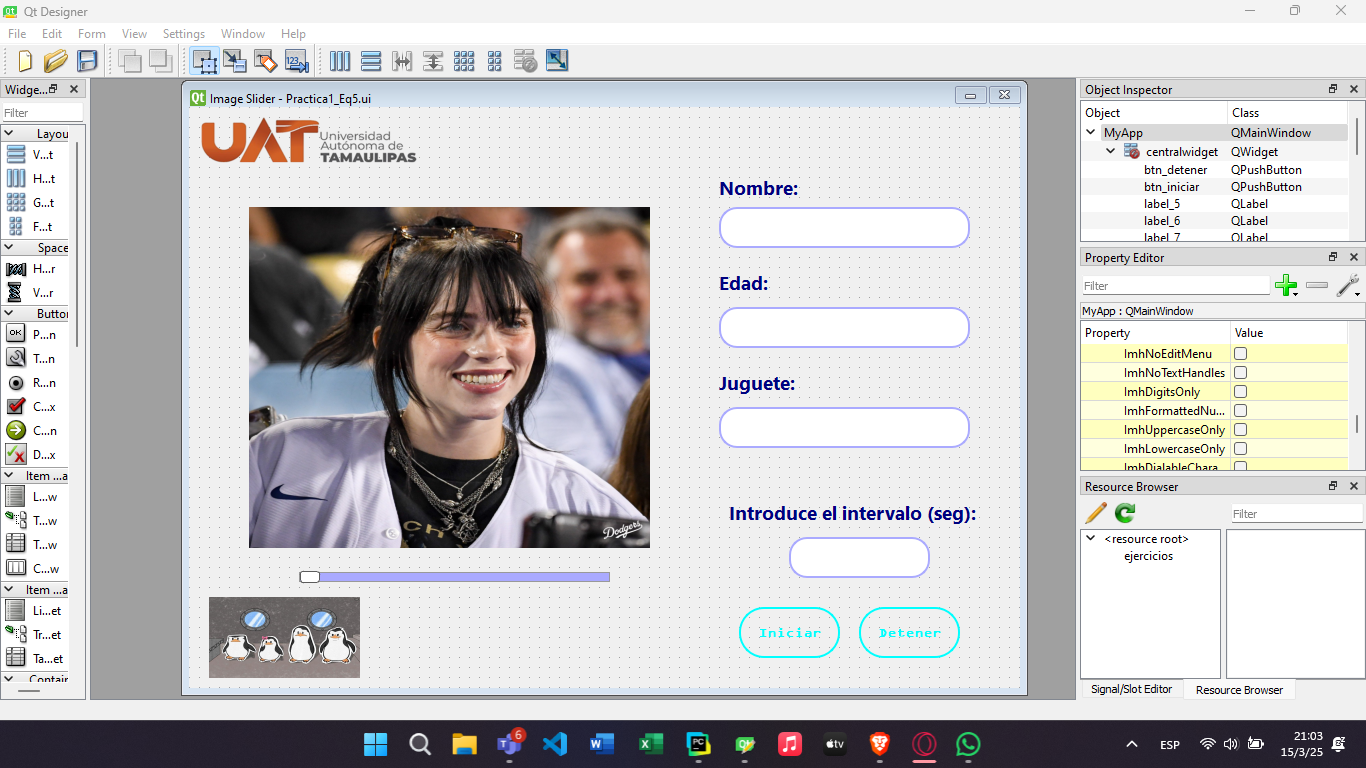 Qt Designer
File Edit Form View Settings Window Help
Widge...
Filter
Layou
V...t
H...t
G...t
F...t
Space
H...r
V...r
Buttor
P...n
T...n
R...n
C...x
C...n
D...x
Item ...a
L...w
T...w
T...w
C...w
Item ...a
Li...et
Tr...et
Ta...et
Contair
Image Slider - Practica1_Eq5.ui
UAT
Universidad
Autónoma de
TAMAULIPAS
Dodgers
Nombre:
Edad:
Juguete:
Introduce el intervalo (seg):
Iniciar
Detener
Object Inspector
Object Class
MyApp QMainWindow
centralwidget QWidget
btn_detener QPushButton
btn_iniciar QPushButton
label_5 QLabel
label_6 QLabel
label_7 QLabel
Property Editor
Filter
MyApp : QMainWindow
Property Value
ImhNoEditMenu
ImhNoTextHandles
ImhDigitsOnly
ImhFormattedNu...
ImhUppercaseOnly
ImhLowercaseOnly
ImhDialableChara
Resource Browser
Filter
<resource root>
ejercicios
Signal/Slot Editor Resource Browser
6
ESP
21:03
15/3/25